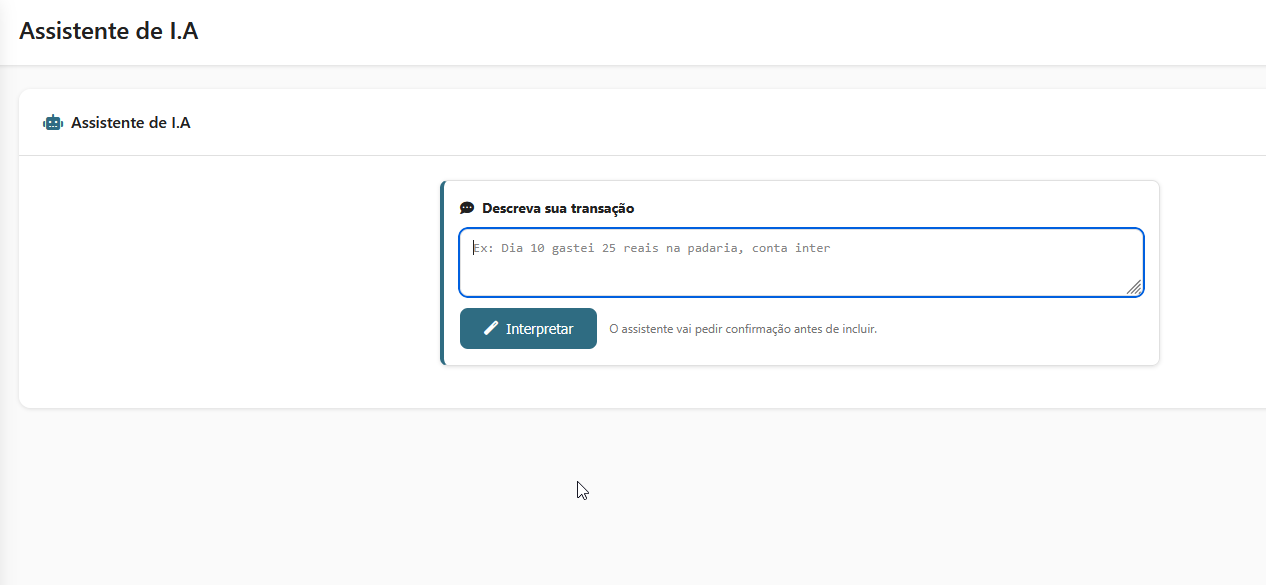 Assistente de I.A
Assistente de I.A
Descreva sua transação
Ex: Dia 10 gastei 25 reais na padaria, conta inter
Interpretar
O assistente vai pedir confirmação antes de incluir.